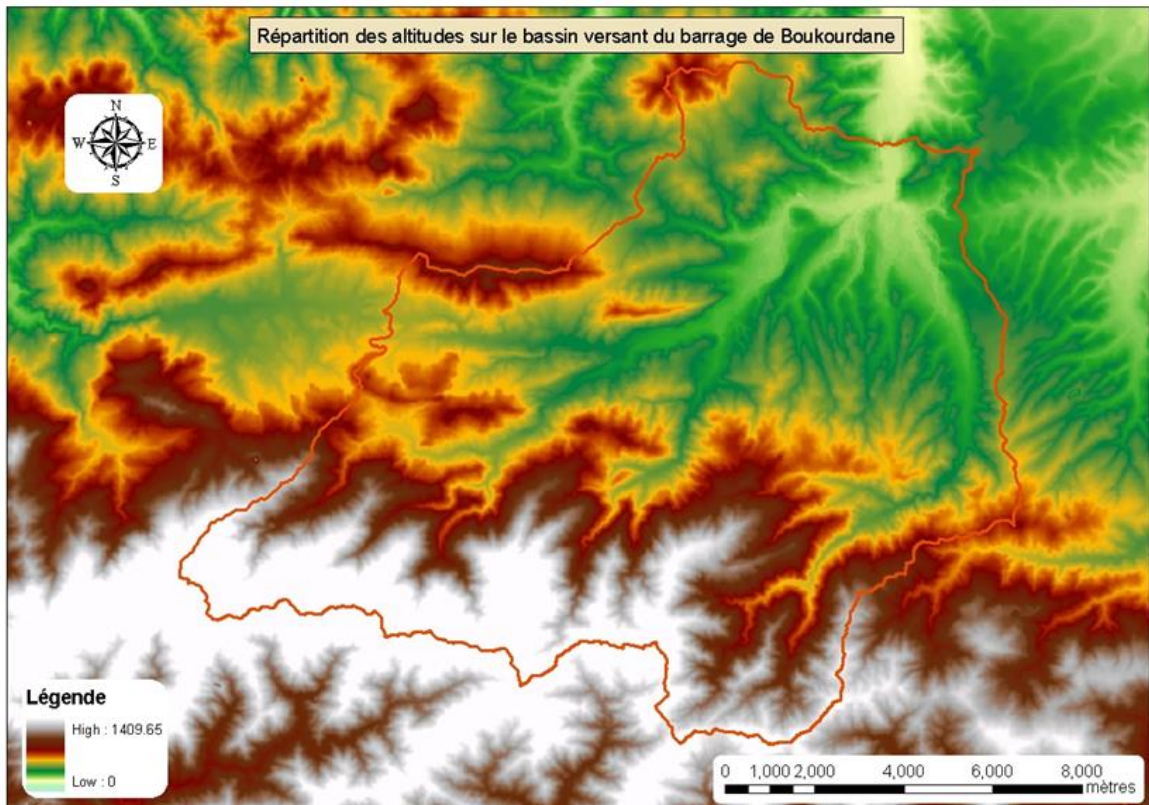 Répartition des altitudes sur le bassin versant du barrage de Boukourdane
N
W E
S
Légende
High : 1409.65
Low : 0
0 1,000 2,000 4,000 6,000 8,000
mètres